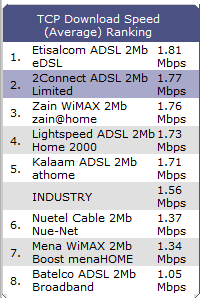 TCP Download Speed
(Average) Ranking
1. Etisalcom ADSL 2Mb 1.81
eDSL Mbps
2. 2Connect ADSL 2Mb 1.77
Limited Mbps
3. Zain WiMAX 2Mb 1.76
zain@home Mbps
4. Lightspeed ADSL 2Mb 1.73
Home 2000 Mbps
5. Kalaam ADSL 2Mb 1.71
athome Mbps
INDUSTRY 1.56
Mbps
6. Nuetel Cable 2Mb 1.37
Nue-Net Mbps
7. Mena WiMAX 2Mb 1.34
Boost menaHOME Mbps
8. Batelco ADSL 2Mb 1.05
Broadband Mbps